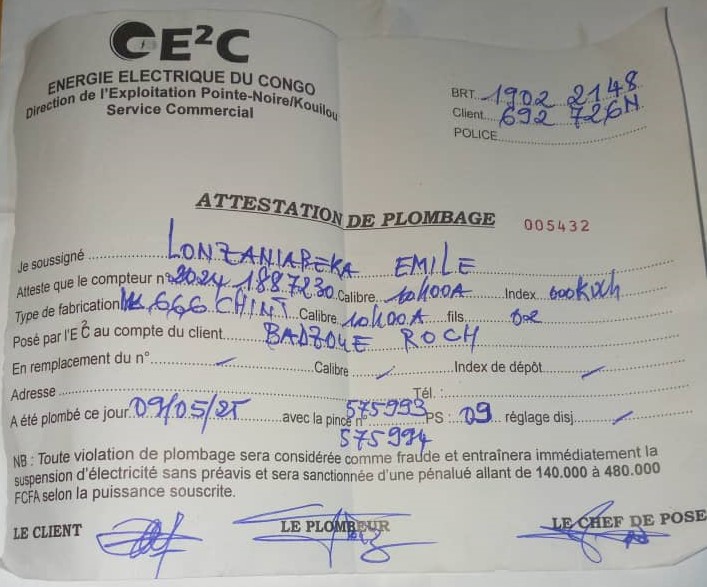 E²C
ENERGIE ELECTRIQUE DU CONGO
Direction de l'Exploitation Pointe-Noire/Kouilou
Service Commercial
BRT. 1902 2148
Client 692 726N
POLICE
ATTESTATION DE PLOMBAGE 005432
Je soussigné LONZANIABEKA EMILE
Atteste que le compteur n° 2024 1887230 Calibre. 10/100A Index 600kwh
Type de fabrication 666 CHINT Calibre 10/100A fils
Posé par l'E²C au compte du client BADZOUE ROCH
En remplacement du n° Calibre Index de dépôt
Adresse Tél. :
A été plombé ce jour 09/05/25 avec la pince n° 575993 PS : 09 réglage disj.
575994
NB : Toute violation de plombage sera considérée comme fraude et entraînera immédiatement la
suspension d'électricité sans préavis et sera sanctionnée d'une pénalué allant de 140.000 à 480.000
FCFA selon la puissance souscrite.
LE CLIENT LE PLOMBEUR LE CHEF DE POSE